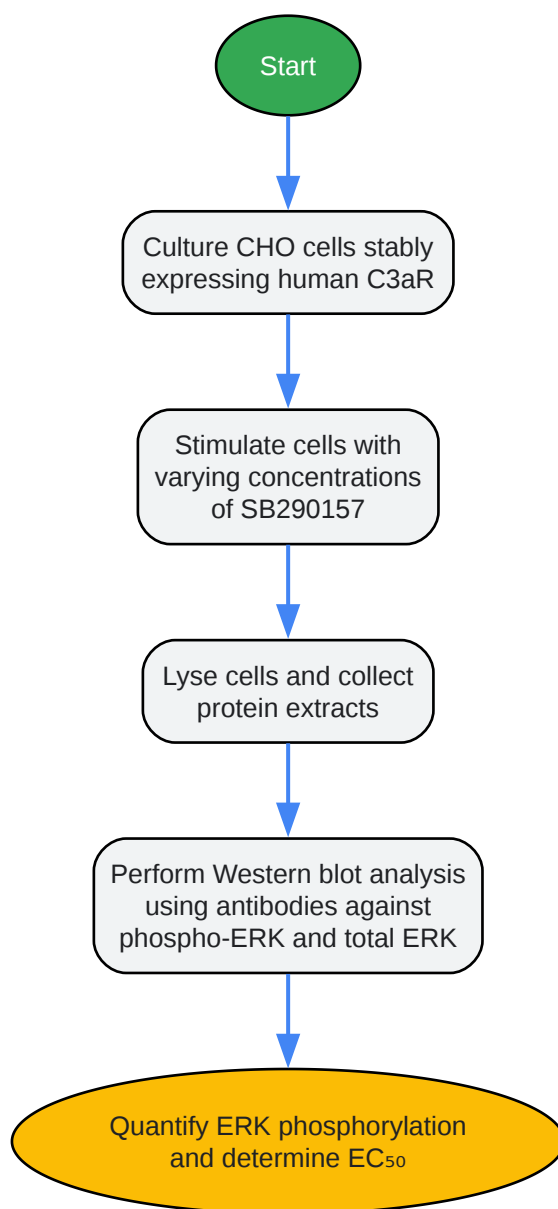 Start
Culture CHO cells stably
expressing human C3aR
Stimulate cells with
varying concentrations
of SB290157
Lyse cells and collect
protein extracts
Perform Western blot analysis
using antibodies against
phospho-ERK and total ERK
Quantify ERK phosphorylation
and determine EC₅₀